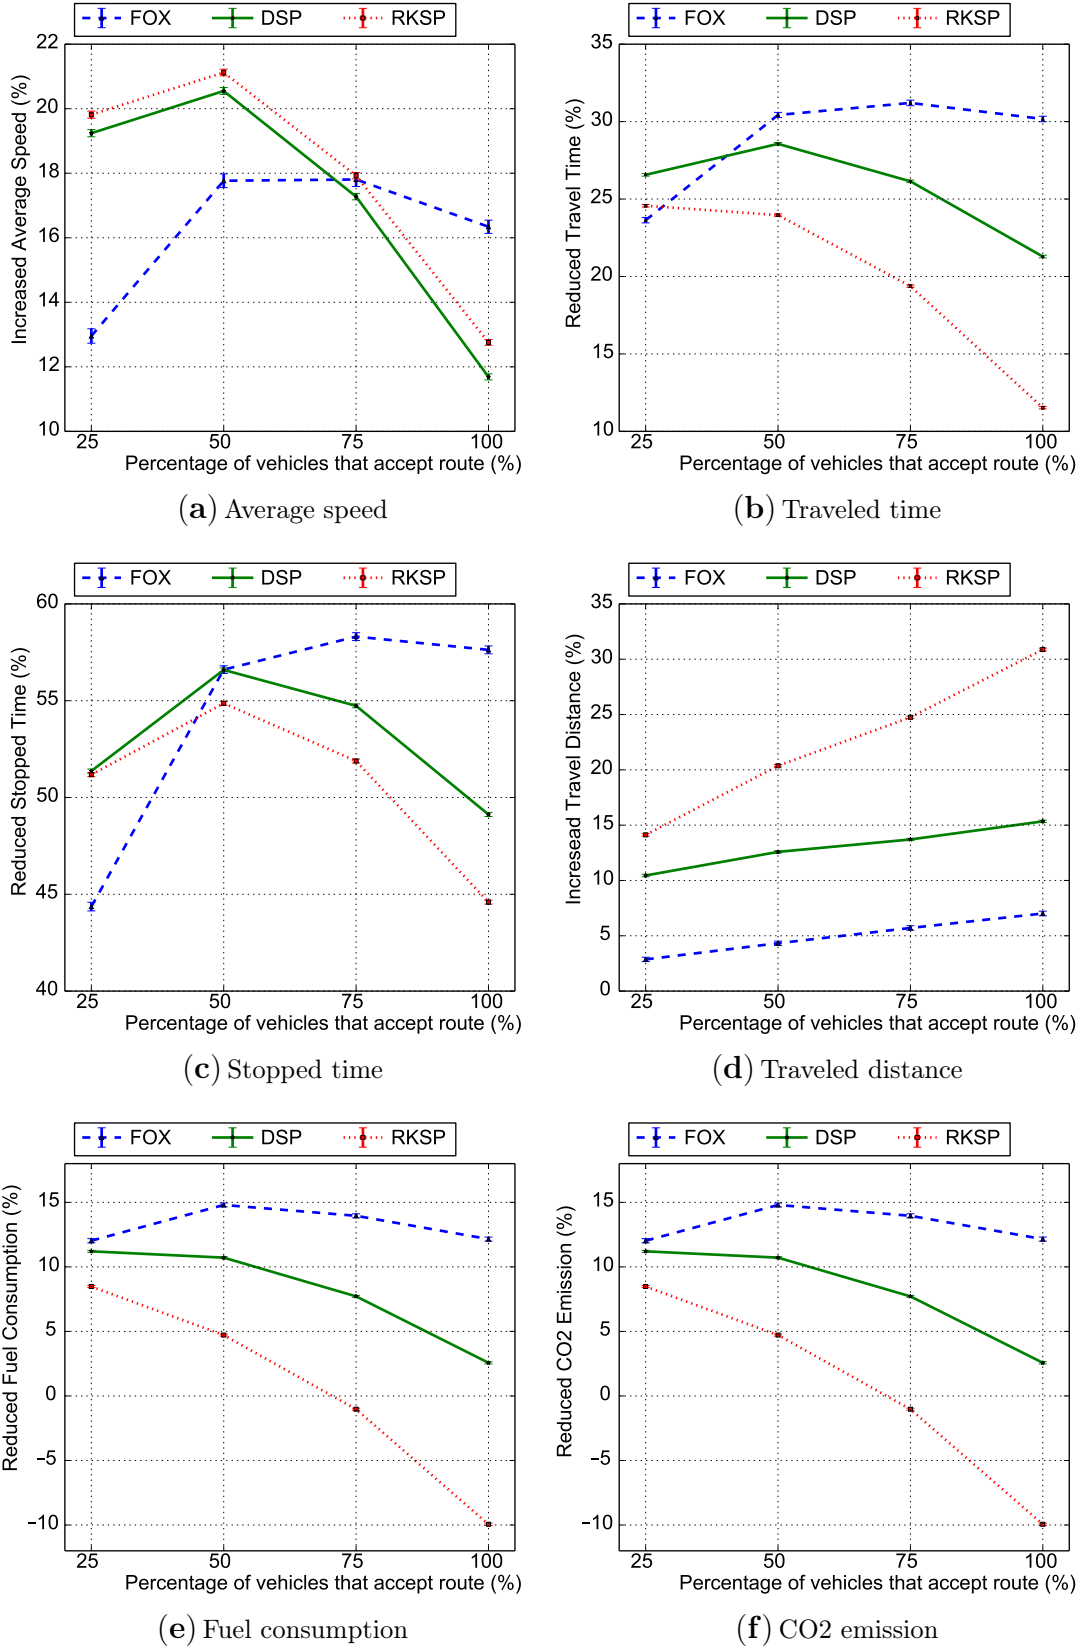 FOX DSP RKSP
22
20
18
16
14
12
10
Increased Average Speed (%)
25 50 75 100
Percentage of vehicles that accept route (%)
(a) Average speed
FOX DSP RKSP
35
30
25
20
15
10
Reduced Travel Time (%)
25 50 75 100
Percentage of vehicles that accept route (%)
(b) Traveled time
FOX DSP RKSP
60
55
50
45
40
Reduced Stopped Time (%)
25 50 75 100
Percentage of vehicles that accept route (%)
(c) Stopped time
FOX DSP RKSP
35
30
25
20
15
10
5
0
Incresead Travel Distance (%)
25 50 75 100
Percentage of vehicles that accept route (%)
(d) Traveled distance
FOX DSP RKSP
15
10
5
0
−5
−10
Reduced Fuel Consumption (%)
25 50 75 100
Percentage of vehicles that accept route (%)
(e) Fuel consumption
FOX DSP RKSP
15
10
5
0
−5
−10
Reduced CO2 Emission (%)
25 50 75 100
Percentage of vehicles that accept route (%)
(f) CO2 emission